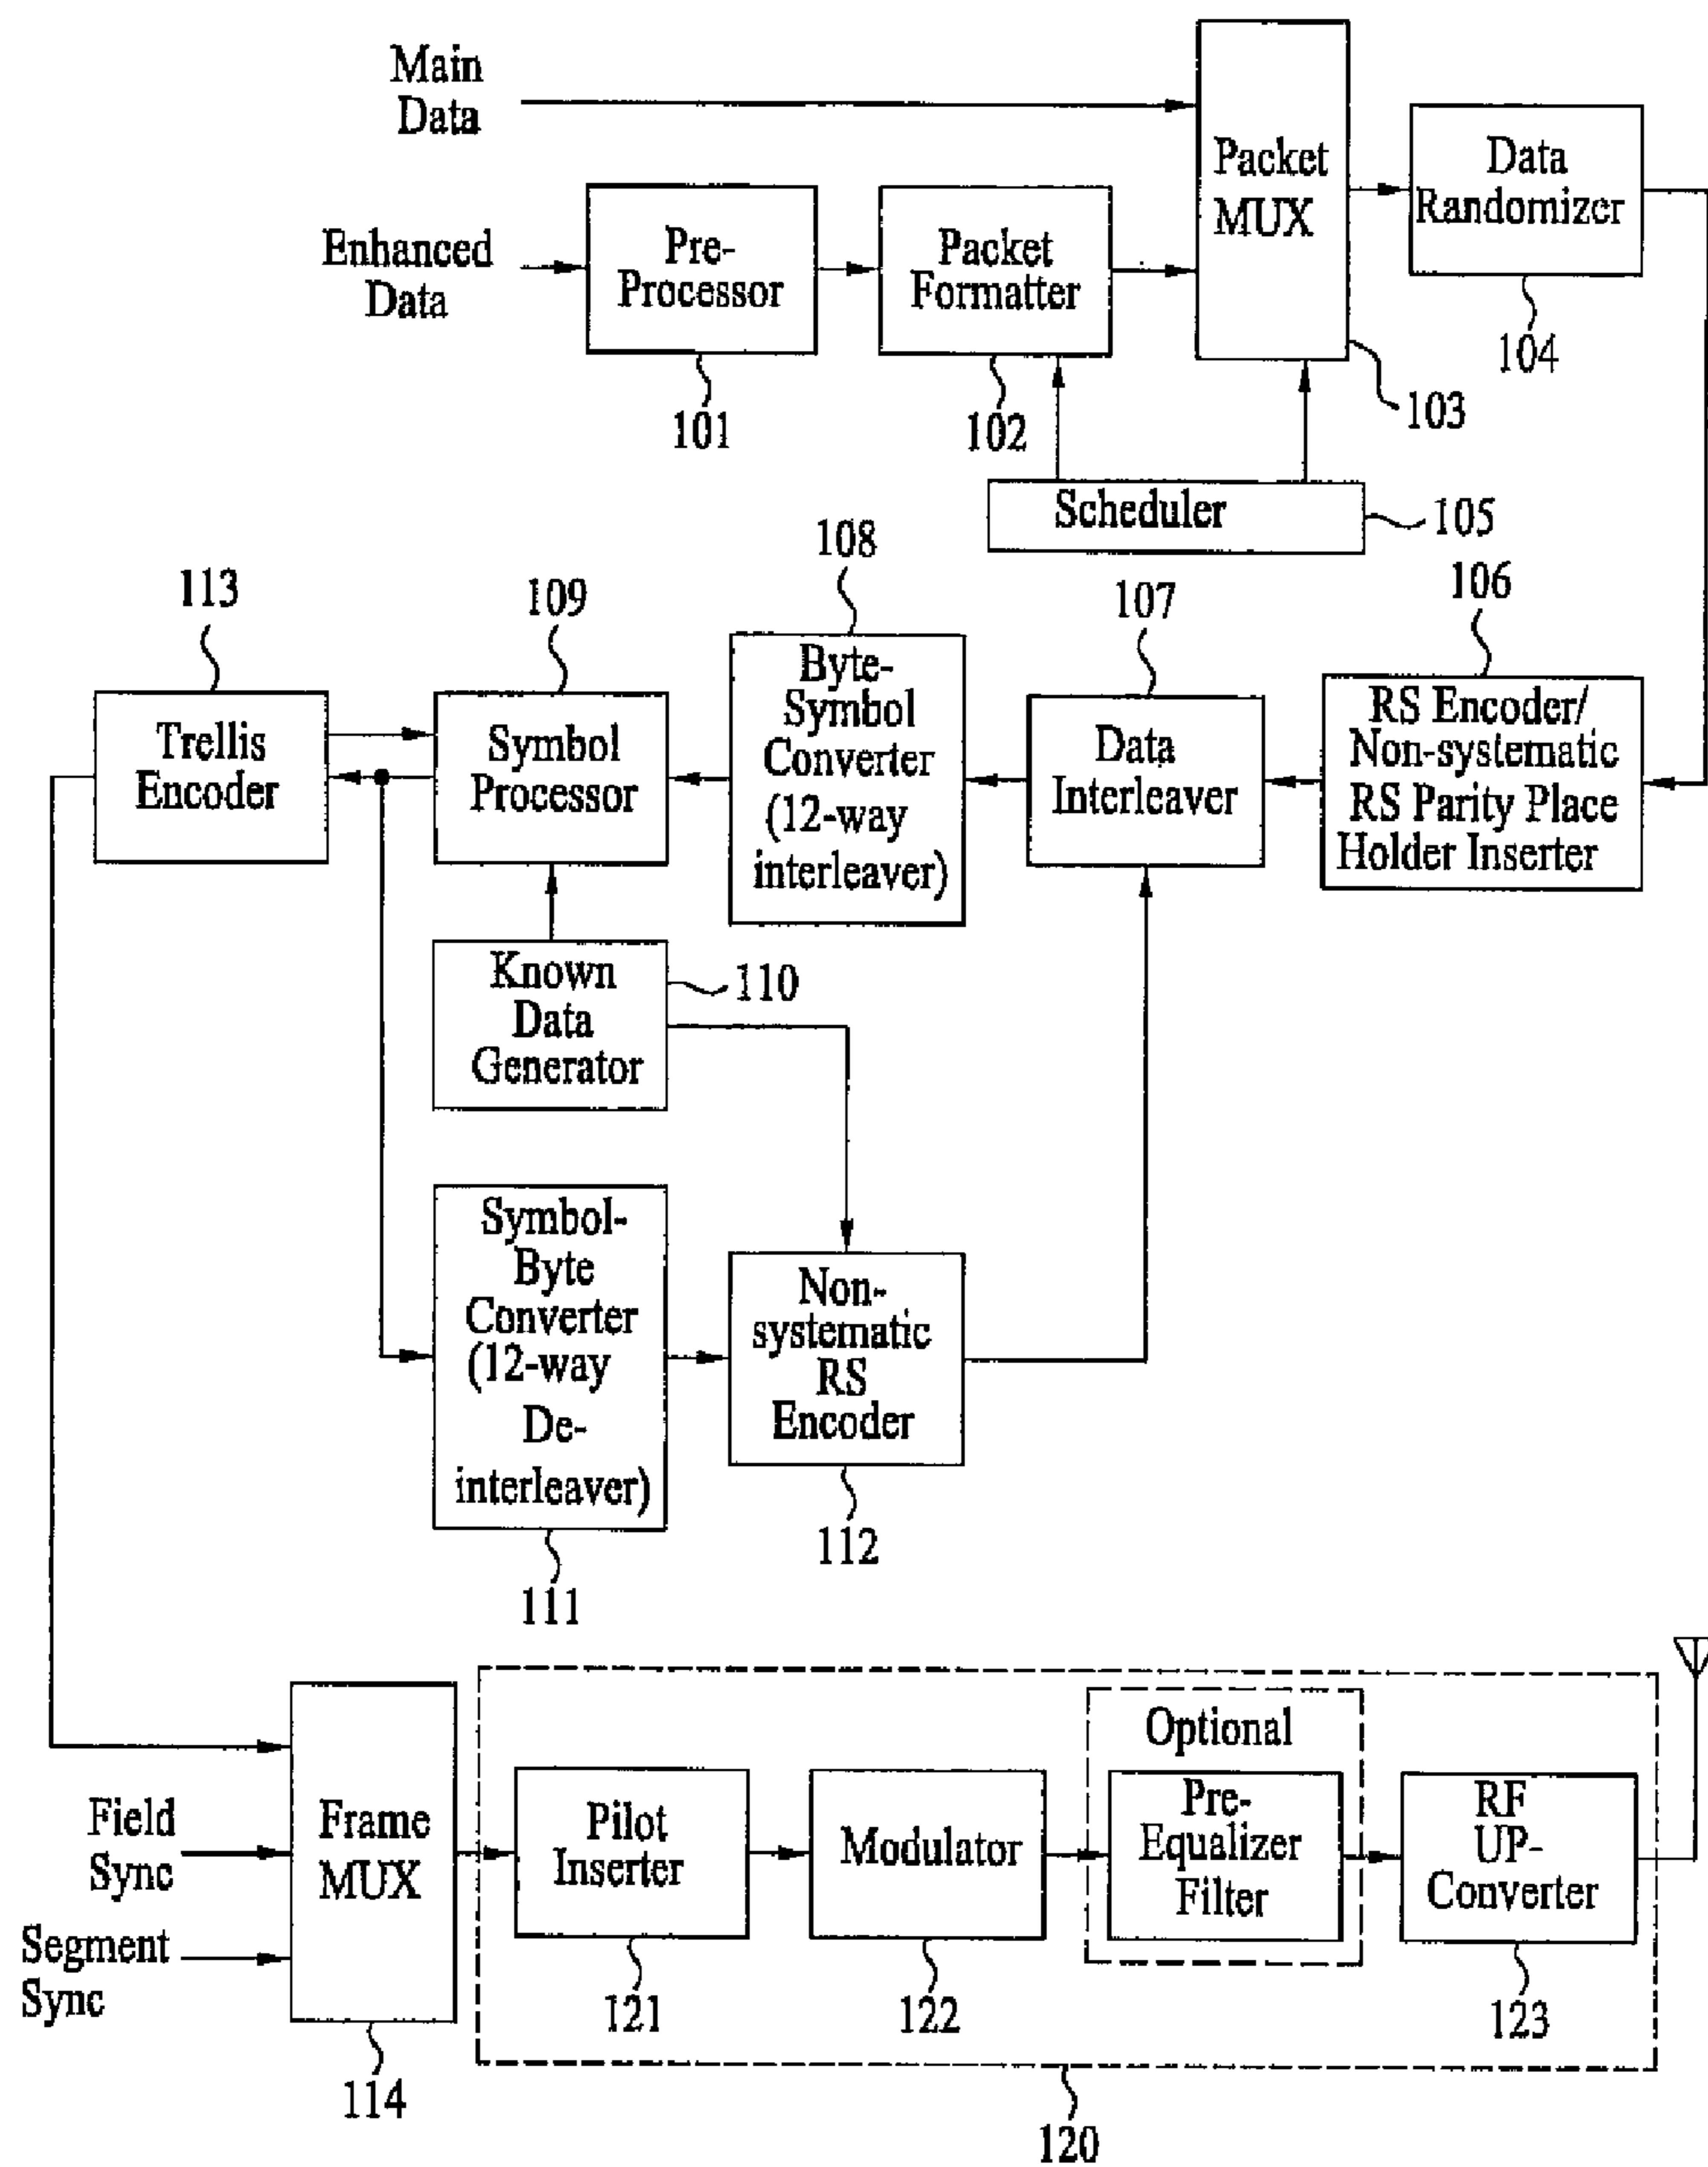 Main
Data
Packet
MUX
Data
Randomizer
Enhanced
Data
Pre-
Processor
Packet
Formatter
101
102
103
104
Scheduler
105
113
109
108
107
106
Trellis
Encoder
Symbol
Processor
Byte-
Symbol
Converter
(12-way
interleaver)
Data
Interleaver
RS Encoder/
Non-systematic
RS Parity Place
Holder Inserter
Known
Data
Generator
110
Symbol-
Byte
Converter
(12-way
De-
interleaver)
111
Non-
systematic
RS
Encoder
112
Field
Sync
Segment
Sync
Frame
MUX
114
Pilot
Inserter
121
Modulator
122
Optional
Pre-
Equalizer
Filter
RF
UP-
Converter
123
120